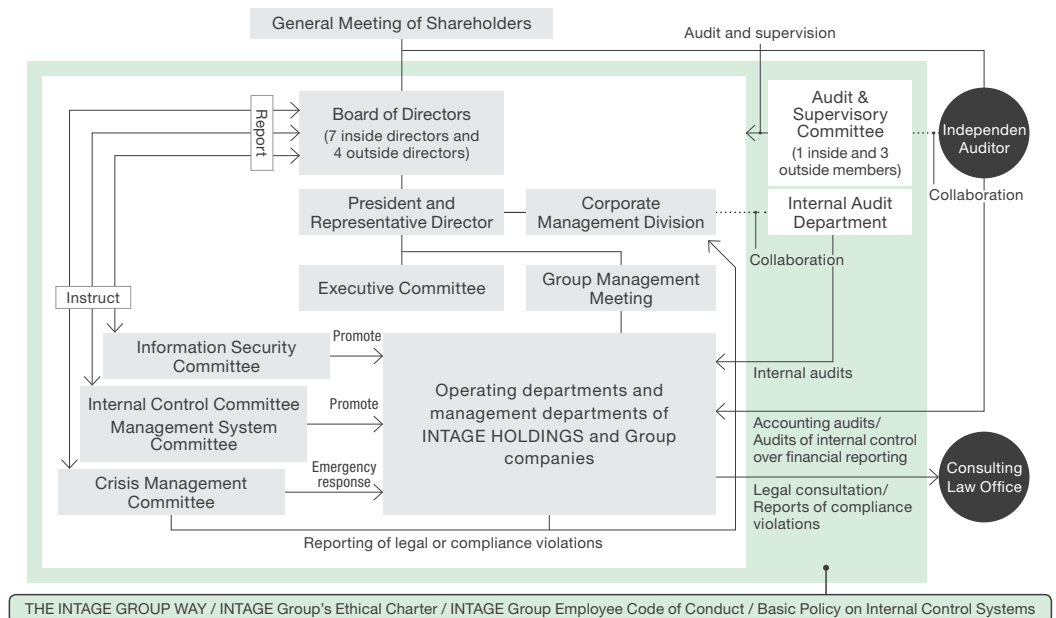 General Meeting of Shareholders
Audit and supervision
Report
Board of Directors
(7 inside directors and
4 outside directors)
Audit &
Supervisory
Committee
(1 inside and 3
outside members)
Independen
Auditor
Collaboration
President and
Representative Director
Corporate
Management Division
Internal Audit
Department
Collaboration
Executive Committee
Group Management
Meeting
Instruct
Information Security
Committee
Promote
Internal Control Committee
Management System
Committee
Promote
Crisis Management
Committee
Emergency
response
Operating departments and
management departments of
INTAGE HOLDINGS and Group
companies
Internal audits
Accounting audits/
Audits of internal control
over financial reporting
Legal consultation/
Reports of compliance
violations
Consulting
Law Office
Reporting of legal or compliance violations
THE INTAGE GROUP WAY / INTAGE Group's Ethical Charter / INTAGE Group Employee Code of Conduct / Basic Policy on Internal Control Systems